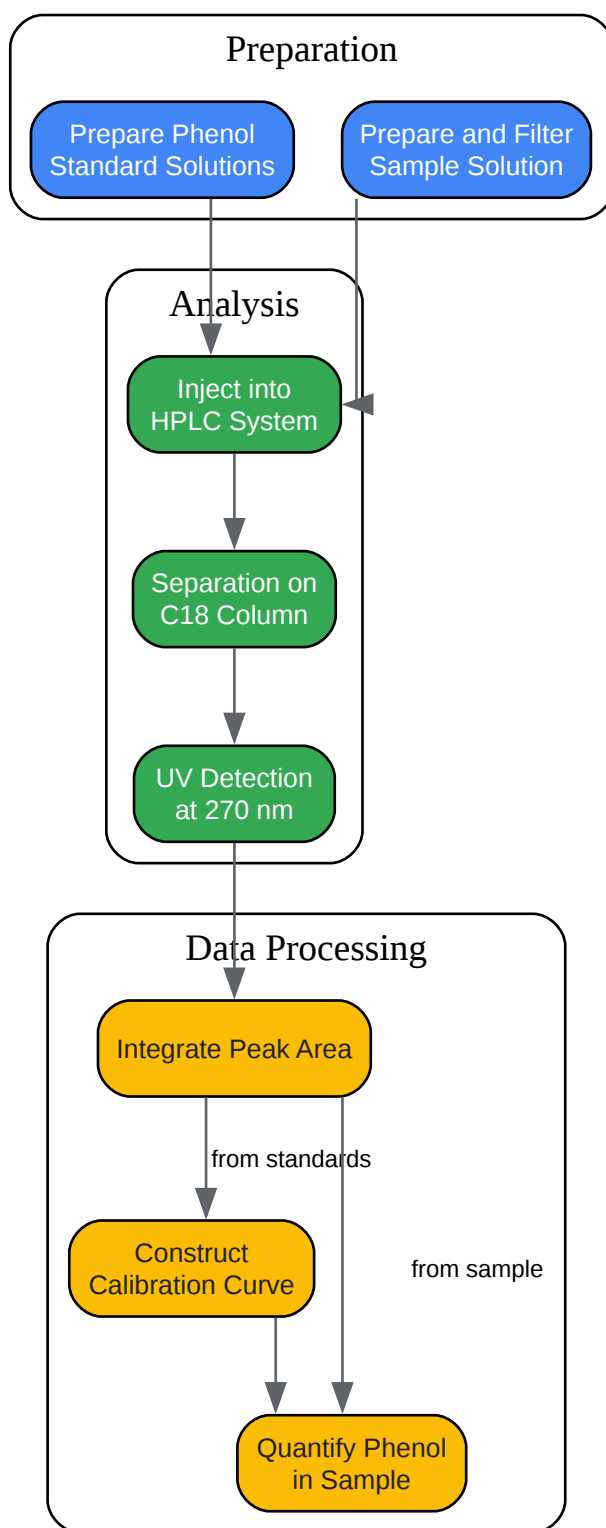 Preparation
Prepare Phenol
Standard Solutions
Prepare and Filter
Sample Solution
Analysis
Inject into
HPLC System
Separation on
C18 Column
UV Detection
at 270 nm
Data Processing
Integrate Peak Area
from standards
Construct
Calibration Curve
from sample
Quantify Phenol
in Sample